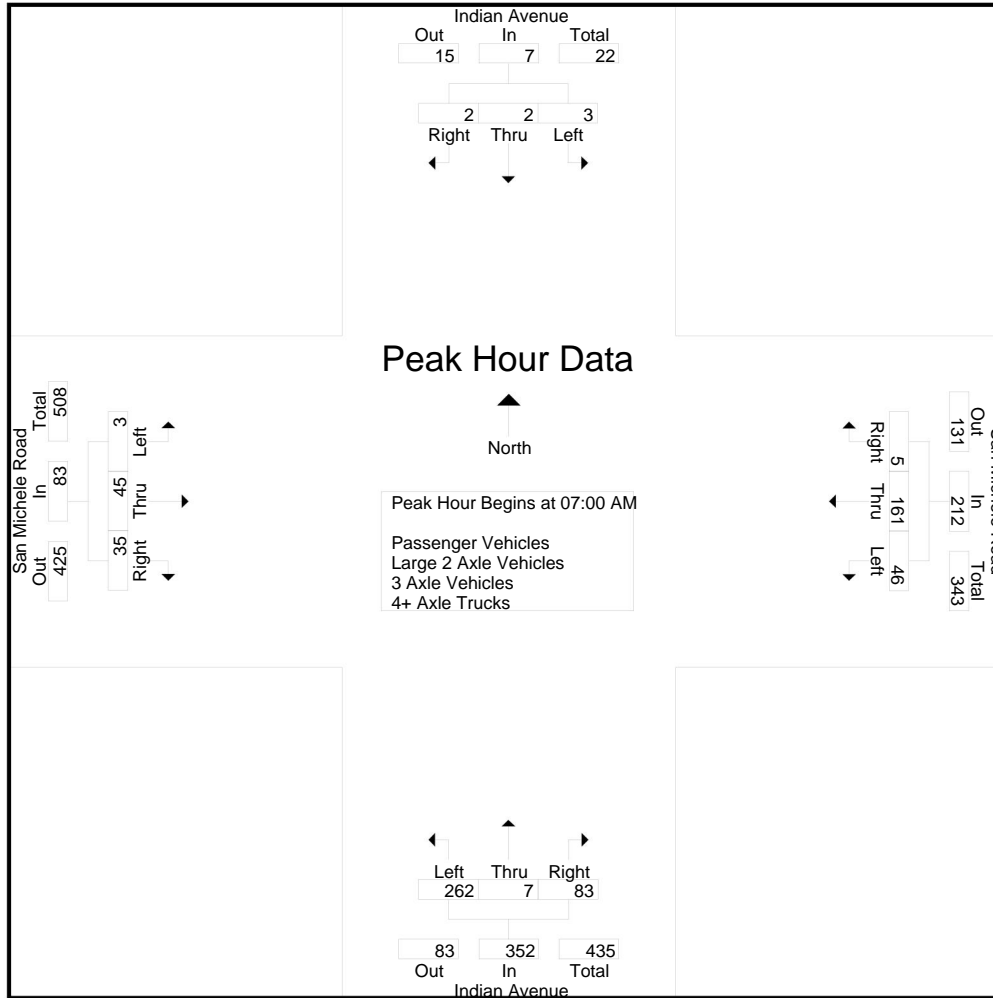 Indian Avenue
Out In Total
15 7 22
2 2 3
Right Thru Left
Peak Hour Data
North
Peak Hour Begins at 07:00 AM
Passenger Vehicles
Large 2 Axle Vehicles
3 Axle Vehicles
4+ Axle Trucks
San Michele Road
Out In Total
425 83 508
3 45 35
Left Thru Right
Out In Total
131 212 343
5 161 46
Right Thru Left
Left Thru Right
262 7 83
83 352 435
Out In Total
Indian Avenue